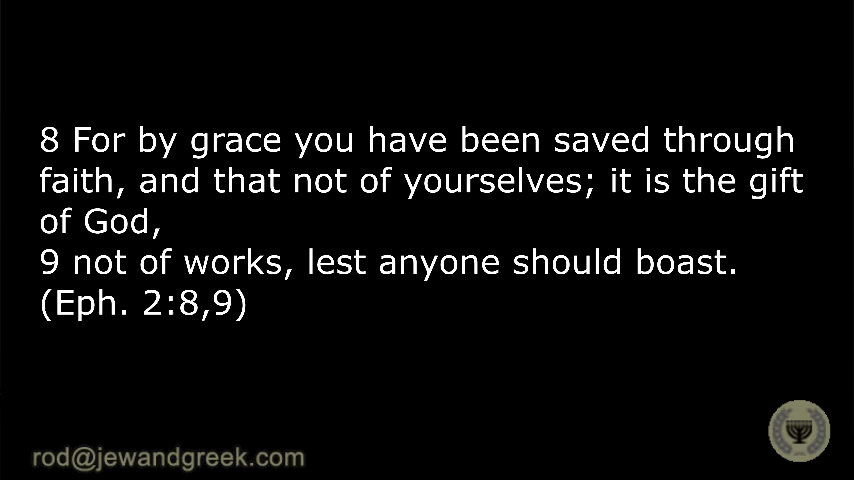 8 For by grace you have been saved through
faith, and that not of yourselves; it is the gift
of God,
9 not of works, lest anyone should boast.
(Eph. 2:8,9)
rod@jewandgreek.com